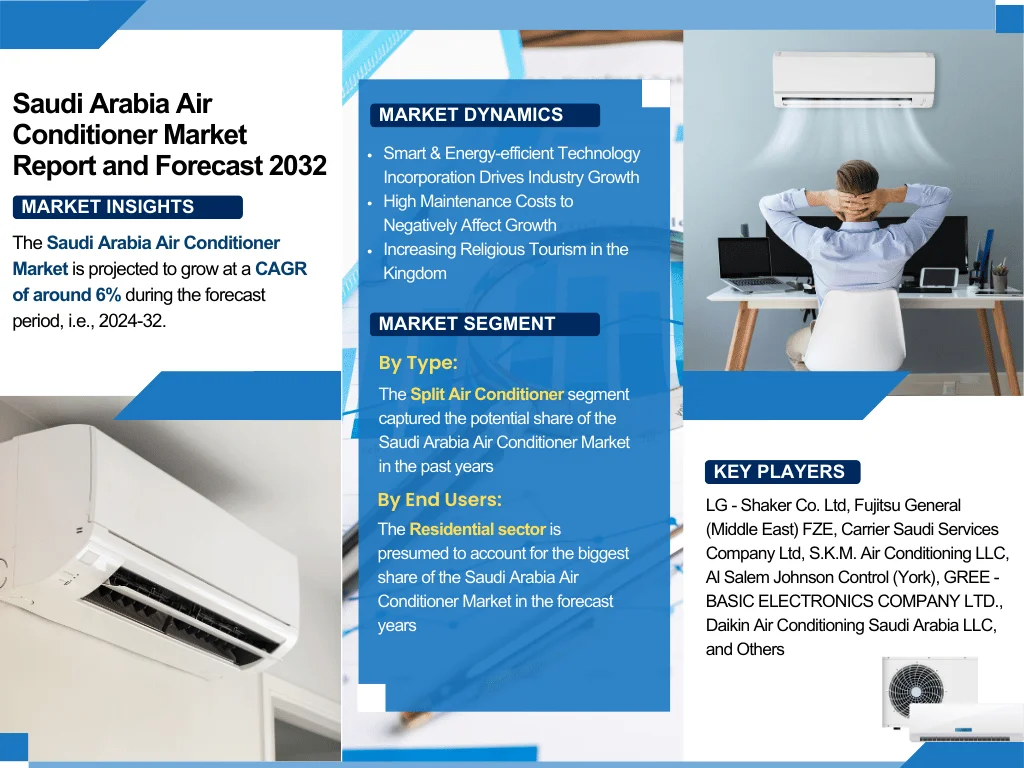 Saudi Arabia Air
Conditioner Market
Report and Forecast 2032
MARKET INSIGHTS
The Saudi Arabia Air Conditioner
Market is projected to grow at a CAGR
of around 6% during the forecast
period, i.e., 2024-32.
MARKET DYNAMICS
• Smart & Energy-efficient Technology
Incorporation Drives Industry Growth
• High Maintenance Costs to
Negatively Affect Growth
• Increasing Religious Tourism in the
Kingdom
MARKET SEGMENT
By Type:
The Split Air Conditioner segment
captured the potential share of the
Saudi Arabia Air Conditioner Market
in the past years
By End Users:
The Residential sector is
presumed to account for the biggest
share of the Saudi Arabia Air
Conditioner Market in the forecast
years
KEY PLAYERS
LG - Shaker Co. Ltd, Fujitsu General
(Middle East) FZE, Carrier Saudi Services
Company Ltd, S.K.M. Air Conditioning LLC,
Al Salem Johnson Control (York), GREE -
BASIC ELECTRONICS COMPANY LTD.,
Daikin Air Conditioning Saudi Arabia LLC,
and Others